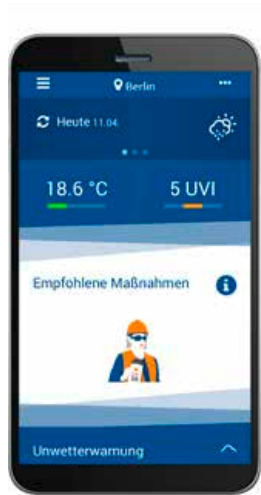 Berlin
Heute 11.04.
18.6 °C
5 UVI
Empfohlene Maßnahmen
Unwetterwarnung